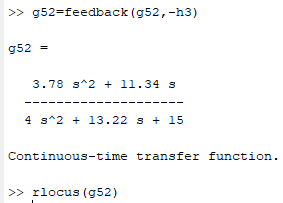 >> g52=feedback(g52,-h3)
g52 =
3.78 s^2 + 11.34 s
---------------------
4 s^2 + 13.22 s + 15
Continuous-time transfer function.
>> rlocus(g52)